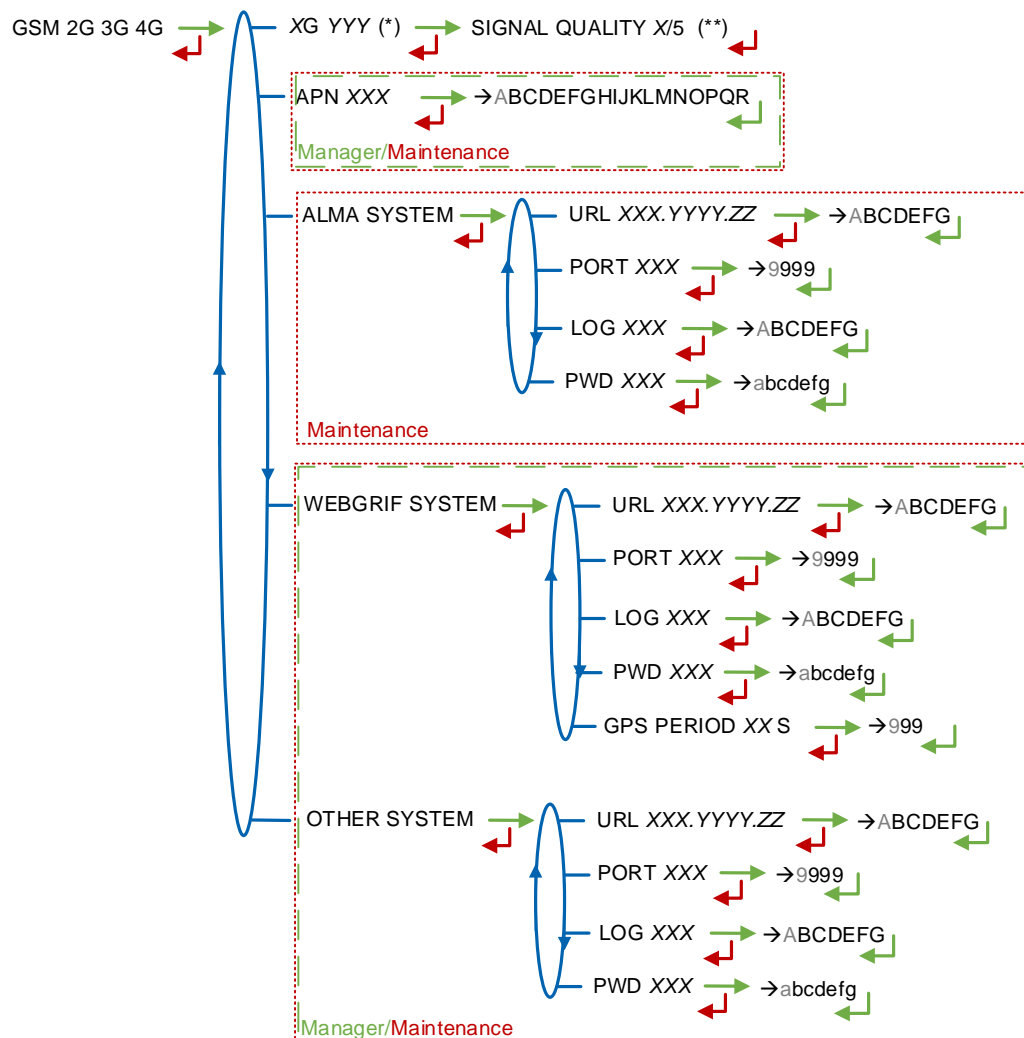 GSM 2G 3G 4G XG YYY (*) SIGNAL QUALITY X/5 (**)
APN XXX →ABCDEFGHIJKLMNOPQR
Manager/Maintenance
ALMA SYSTEM URL XXX.YYYY.ZZ →ABCDEFG
PORT XXX →9999
LOG XXX →ABCDEFG
PWD XXX →abcdefg
Maintenance
WEBGRIF SYSTEM URL XXX.YYYY.ZZ →ABCDEFG
PORT XXX →9999
LOG XXX →ABCDEFG
PWD XXX →abcdefg
GPS PERIOD XX S →999
OTHER SYSTEM URL XXX.YYYY.ZZ →ABCDEFG
PORT XXX →9999
LOG XXX →ABCDEFG
PWD XXX →abcdefg
Manager/Maintenance